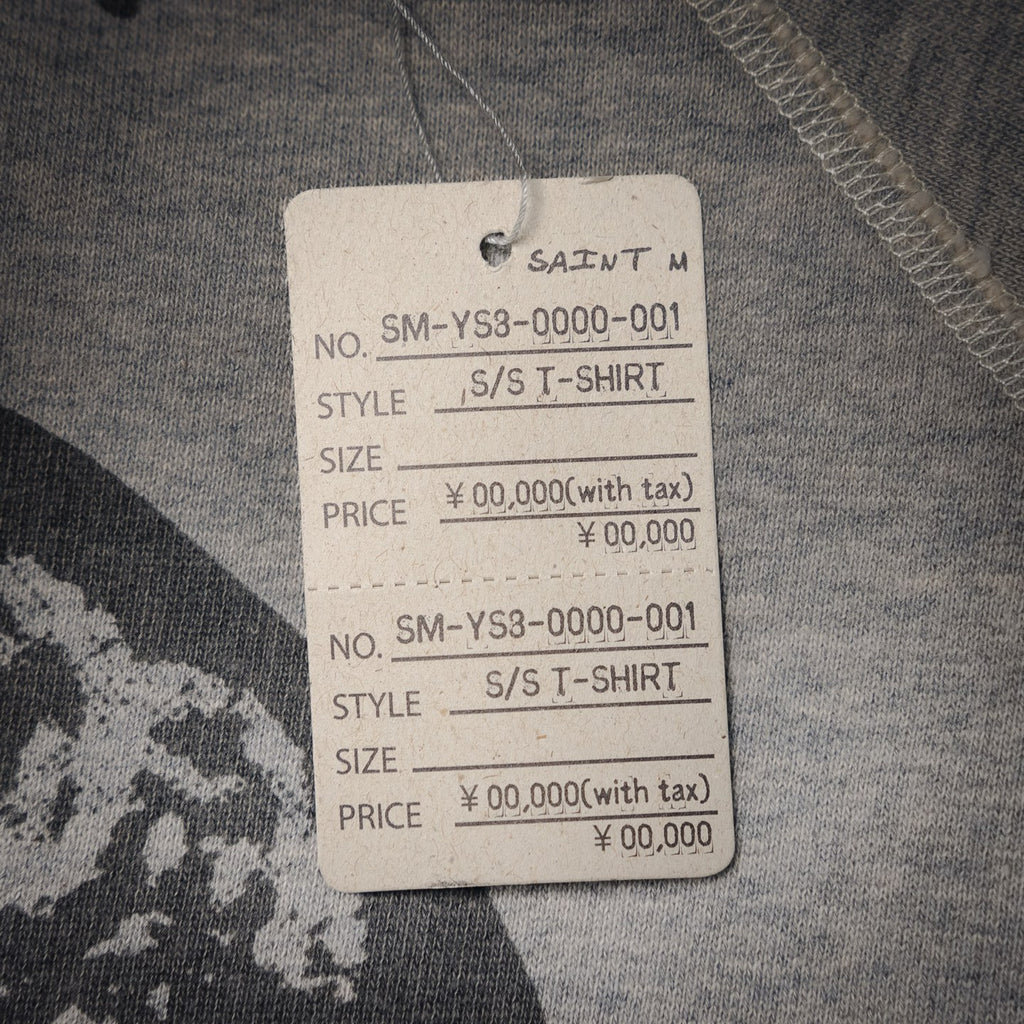 SAINT M
NO. SM-YS8-0000-001
STYLE S/S T-SHIRT
SIZE
PRICE ¥ 00,000(with tax)
¥ 00,000
NO. SM-YS8-0000-001
STYLE S/S T-SHIRT
SIZE
PRICE ¥ 00,000(with tax)
¥ 00,000